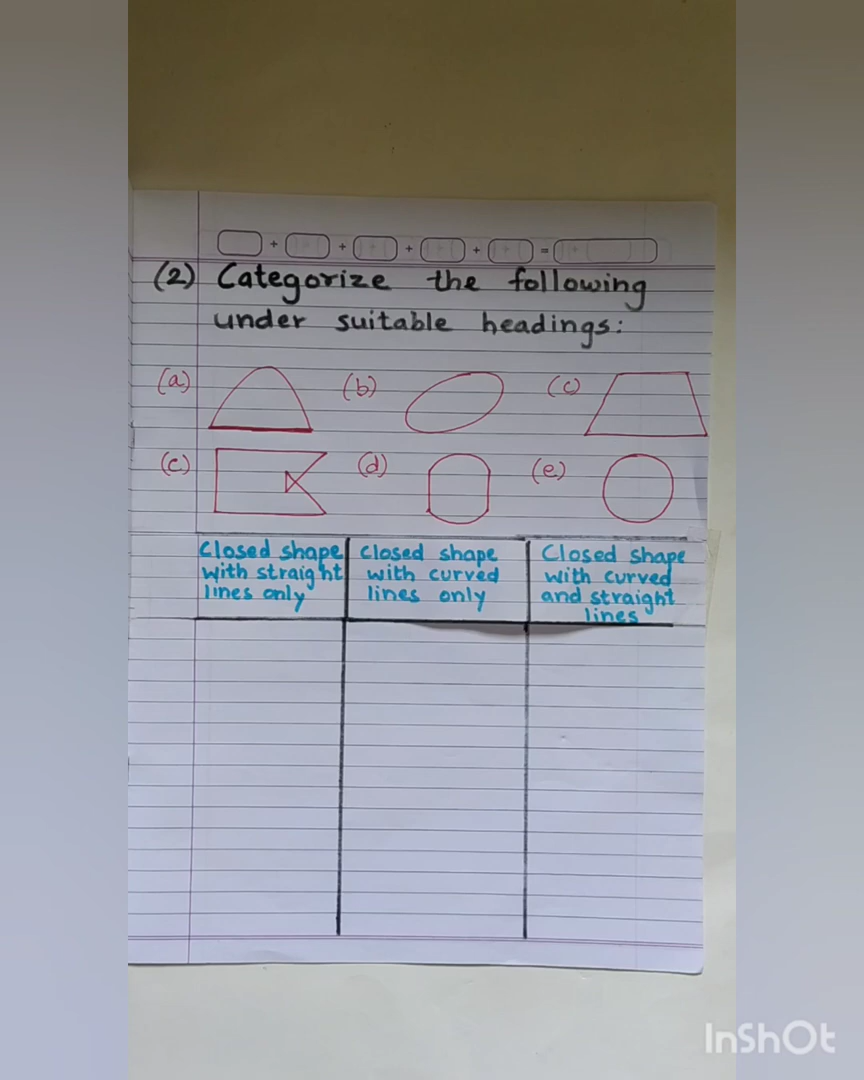 + + + + =
(2) Categorize the following
under suitable headings:
(a) (b) (c)
(c) (d) (e)
Closed shape
with straight
lines only
Closed shape
with curved
lines only
Closed shape
with curved
and straight
lines
InShOt